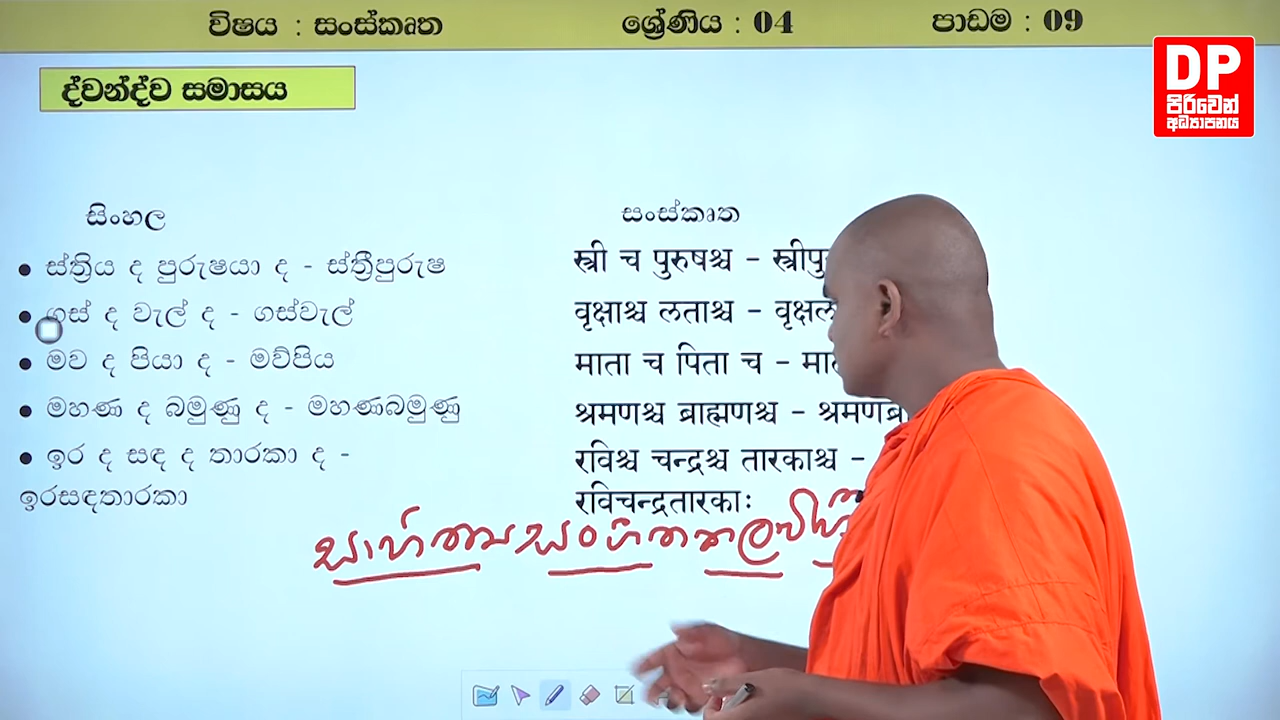 විෂය : සංස්කෘත ශ්‍රේණිය : 04 පාඩම : 09
DP
පිරිවෙන්
අධ්‍යාපනය
ද්වන්ද්ව සමාසය
සිංහල
• ස්ත්‍රිය ද පුරුෂයා ද - ස්ත්‍රීපුරුෂ
• ගස් ද වැල් ද - ගස්වැල්
• මව ද පියා ද - මව්පිය
• මහණ ද බමුණු ද - මහණබමුණු
• ඉර ද සඳ ද තාරකා ද -
ඉරසඳතාරකා
සංස්කෘත
स्त्री च पुरुषश्च - स्त्रीपु
वृक्षाश्च लताश्च - वृक्षल
माता च पिता च -
श्रमणश्च ब्राह्मणश्च - श्रमणब्रा
रविश्च चन्द्रश्च तारकाश्च -
रविचन्द्रतारकाः
සාහිත්‍යසංගීතකලාවිහී